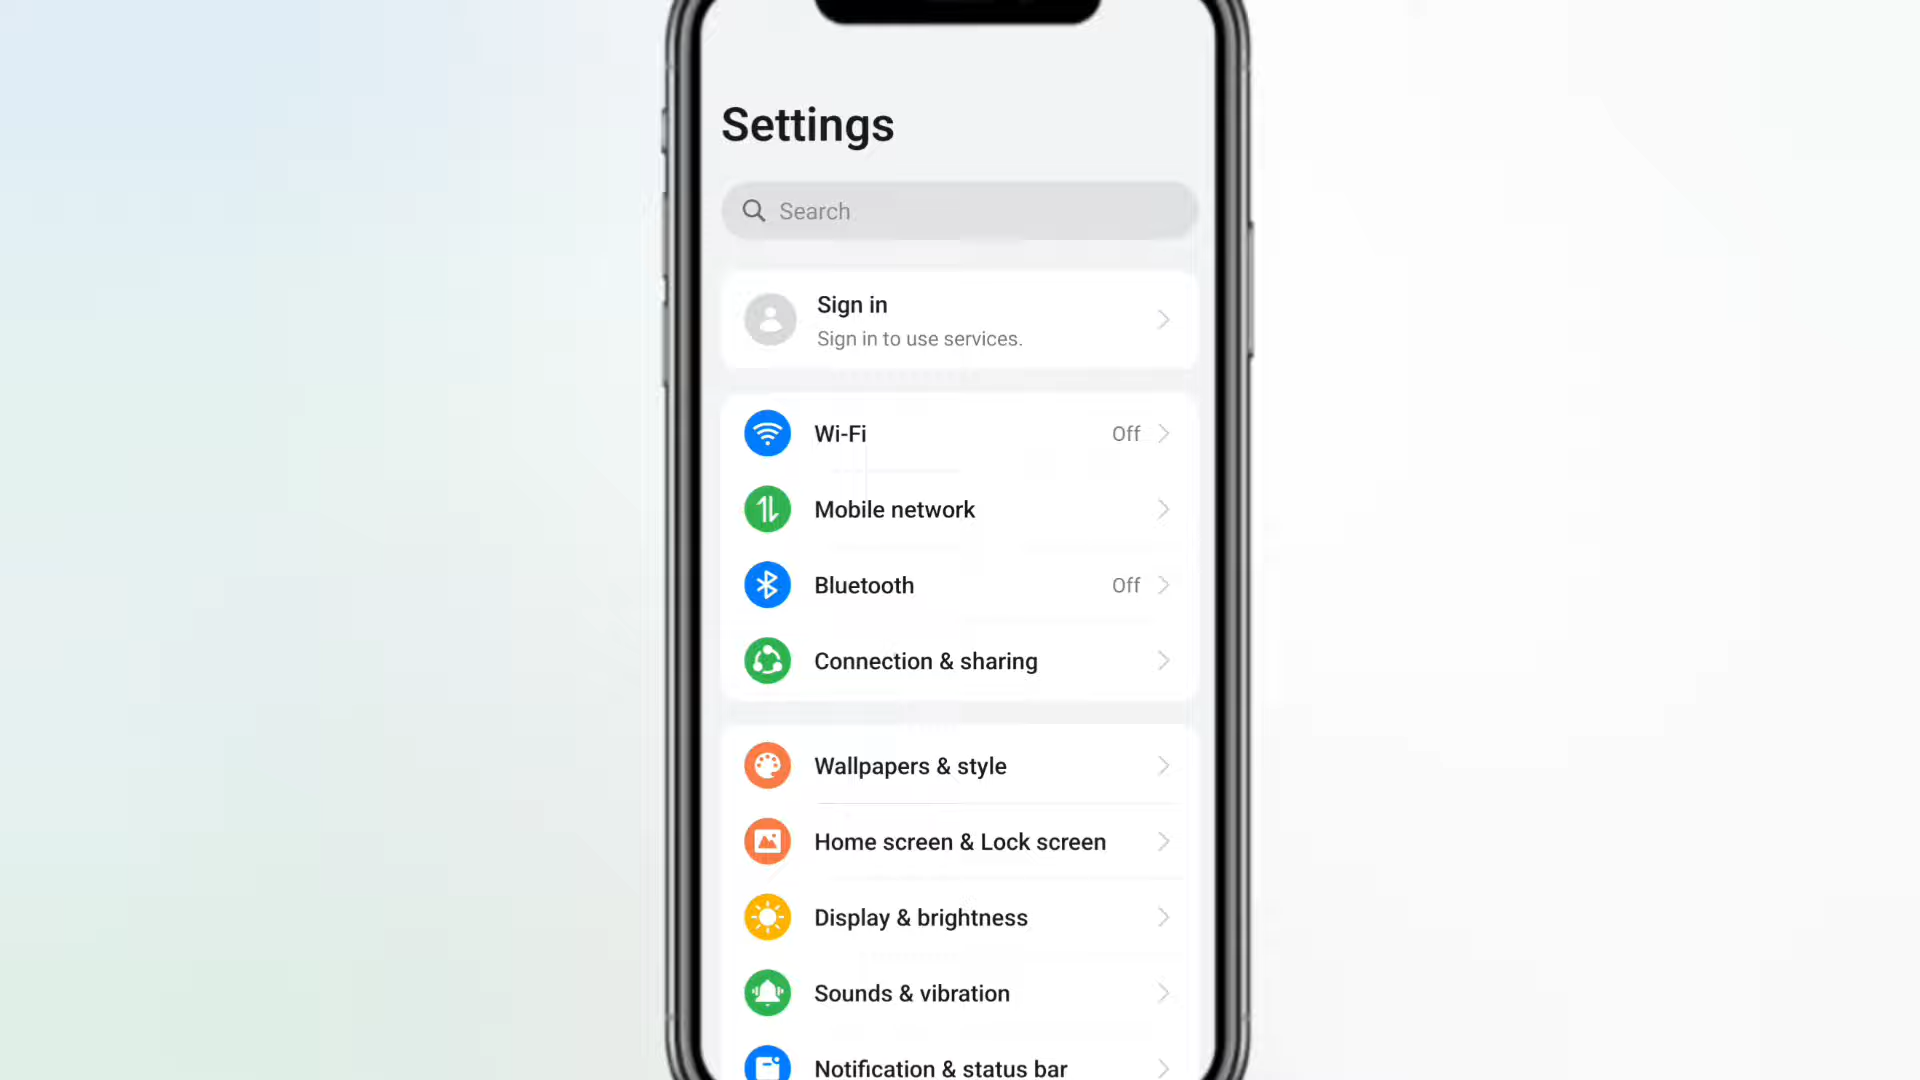 Settings
Search
Sign in
Sign in to use services.
Wi-Fi
Off
Mobile network
Bluetooth
Off
Connection & sharing
Wallpapers & style
Home screen & Lock screen
Display & brightness
Sounds & vibration
Notification & status bar